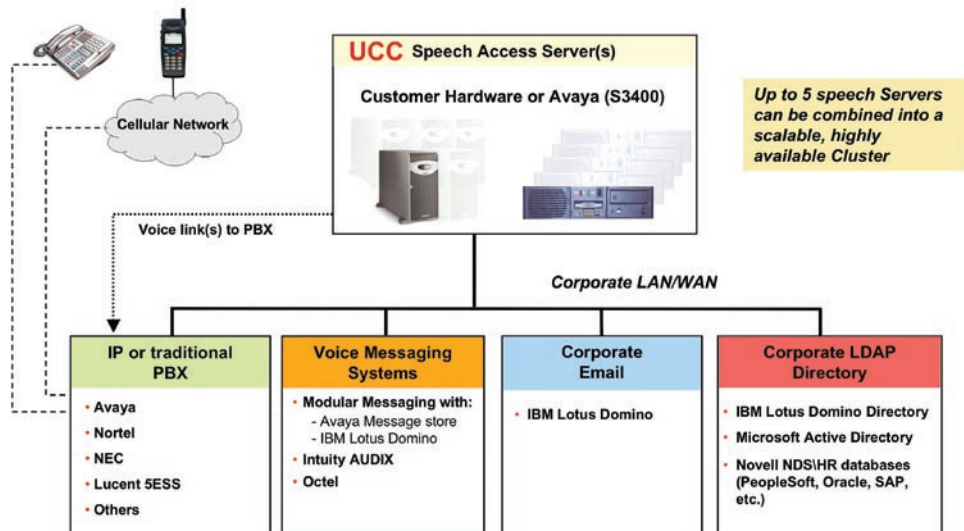 UCC Speech Access Server(s)
Customer Hardware or Avaya (S3400)
Cellular Network
Up to 5 speech Servers
can be combined into a
scalable, highly
available Cluster
Voice link(s) to PBX
Corporate LAN/WAN
IP or traditional
PBX
• Avaya
• Nortel
• NEC
• Lucent 5ESS
• Others
Voice Messaging
Systems
• Modular Messaging with:
- Avaya Message store
- IBM Lotus Domino
• Intuity AUDIX
• Octel
Corporate
Email
• IBM Lotus Domino
Corporate LDAP
Directory
• IBM Lotus Domino Directory
• Microsoft Active Directory
• Novell NDS\HR databases
(PeopleSoft, Oracle, SAP,
etc.)